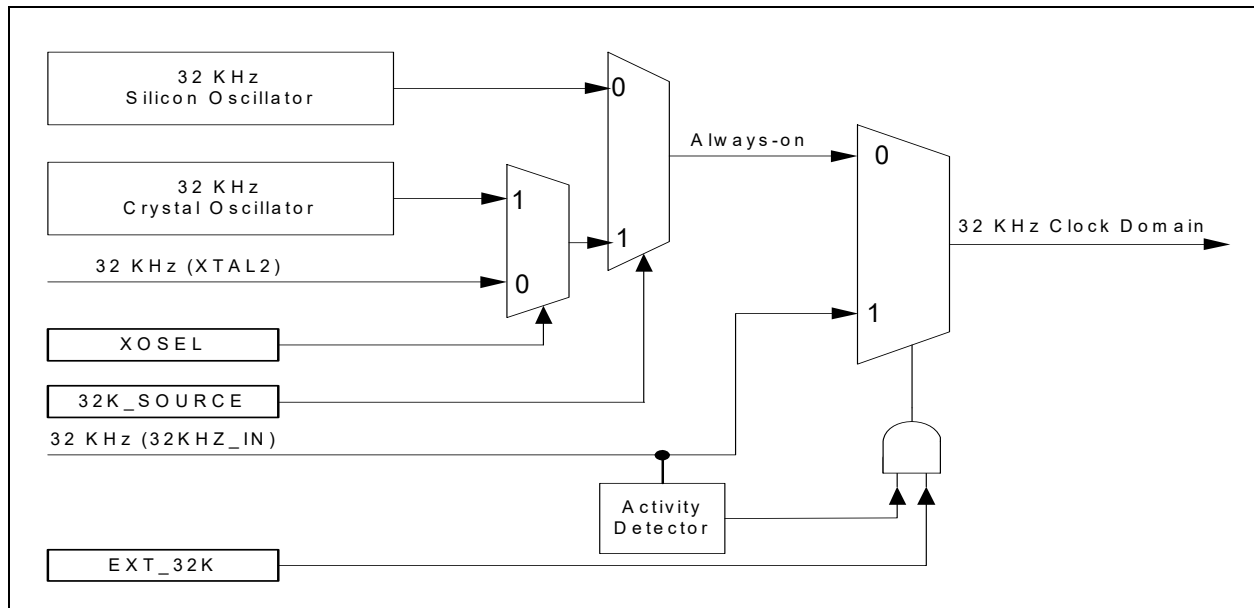 32 KHz
Silicon Oscillator
0
Always-on
0
32 KHz
Crystal Oscillator
1
1
32 KHz Clock Domain
32 KHz (XTAL2)
0
1
XOSEL
32K_SOURCE
32 KHz (32KHZ_IN)
Activity
Detector
EXT_32K